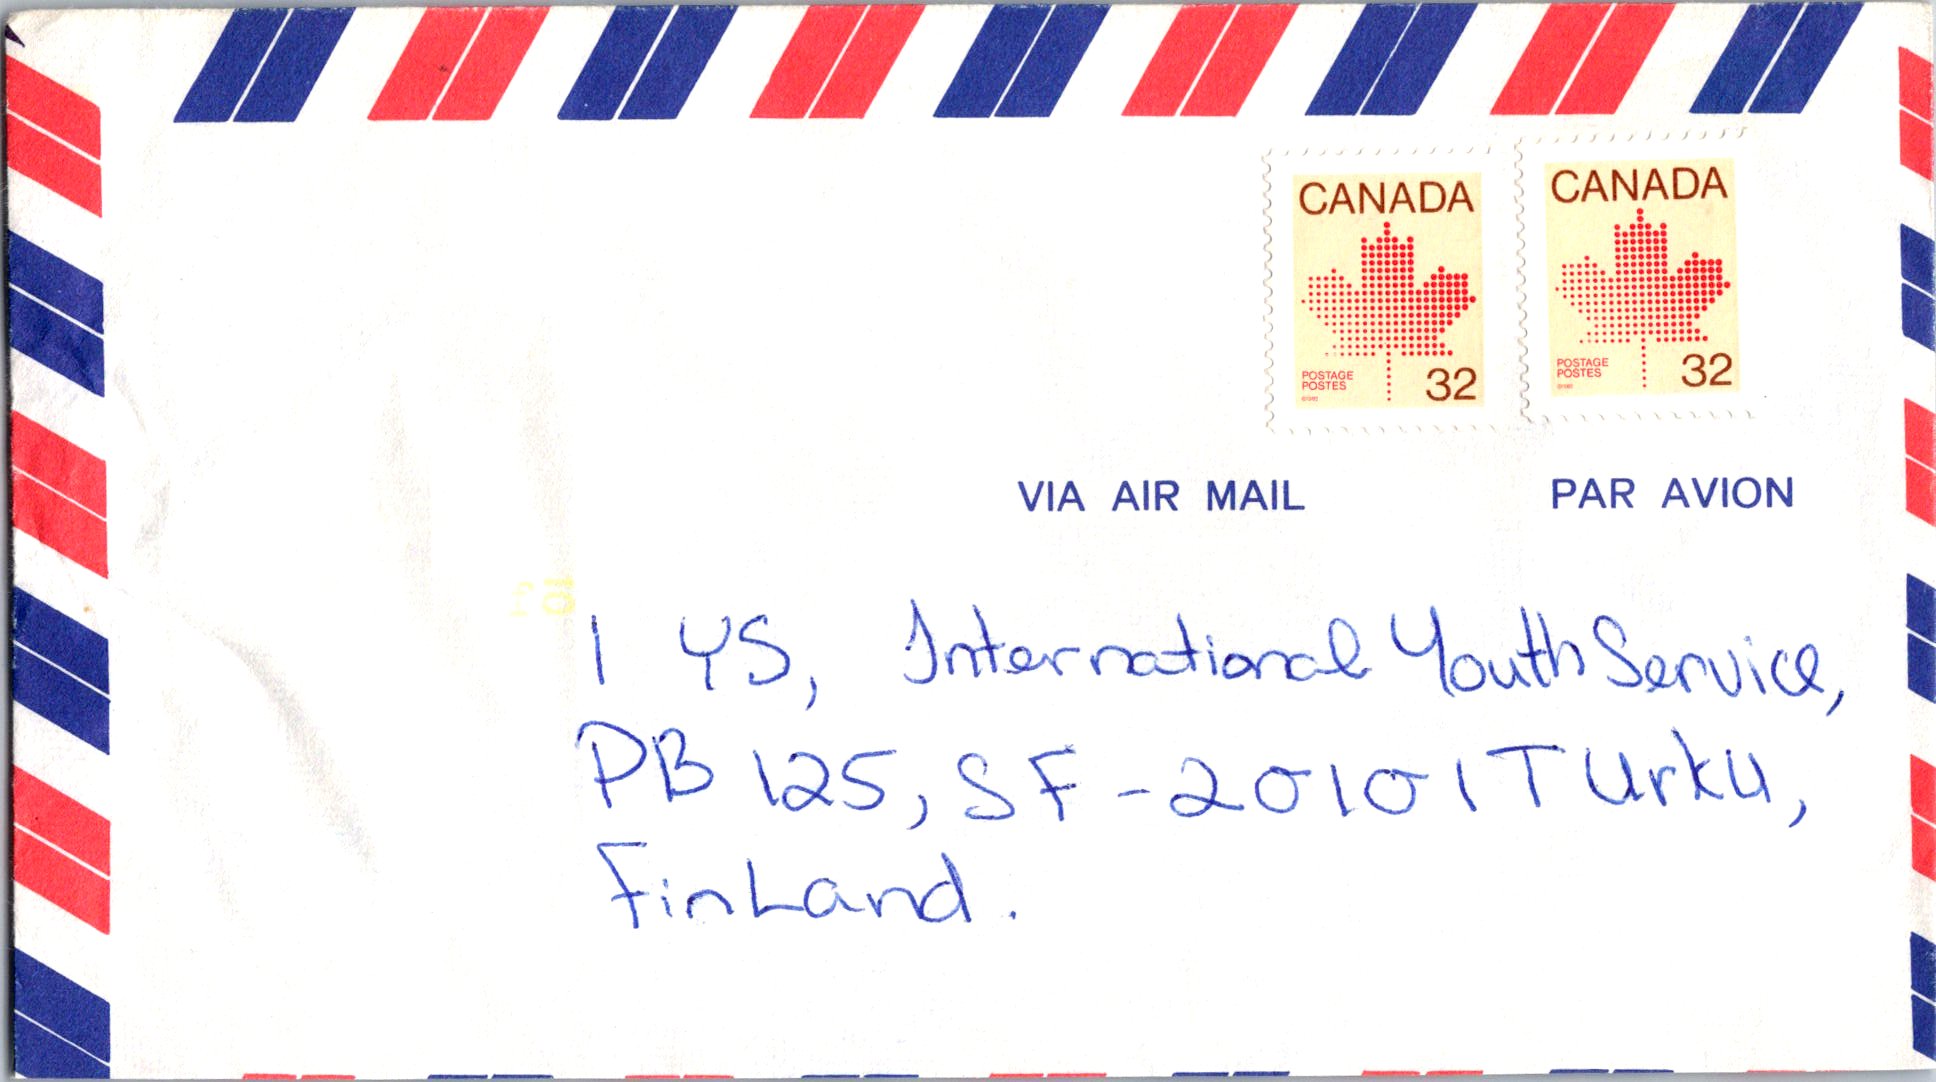 CANADA
POSTAGE
POSTES
32
CANADA
POSTAGE
POSTES
32
VIA AIR MAIL PAR AVION
I YS, International Youth Service,
PB 125, SF-20101 Turku,
FinLand.